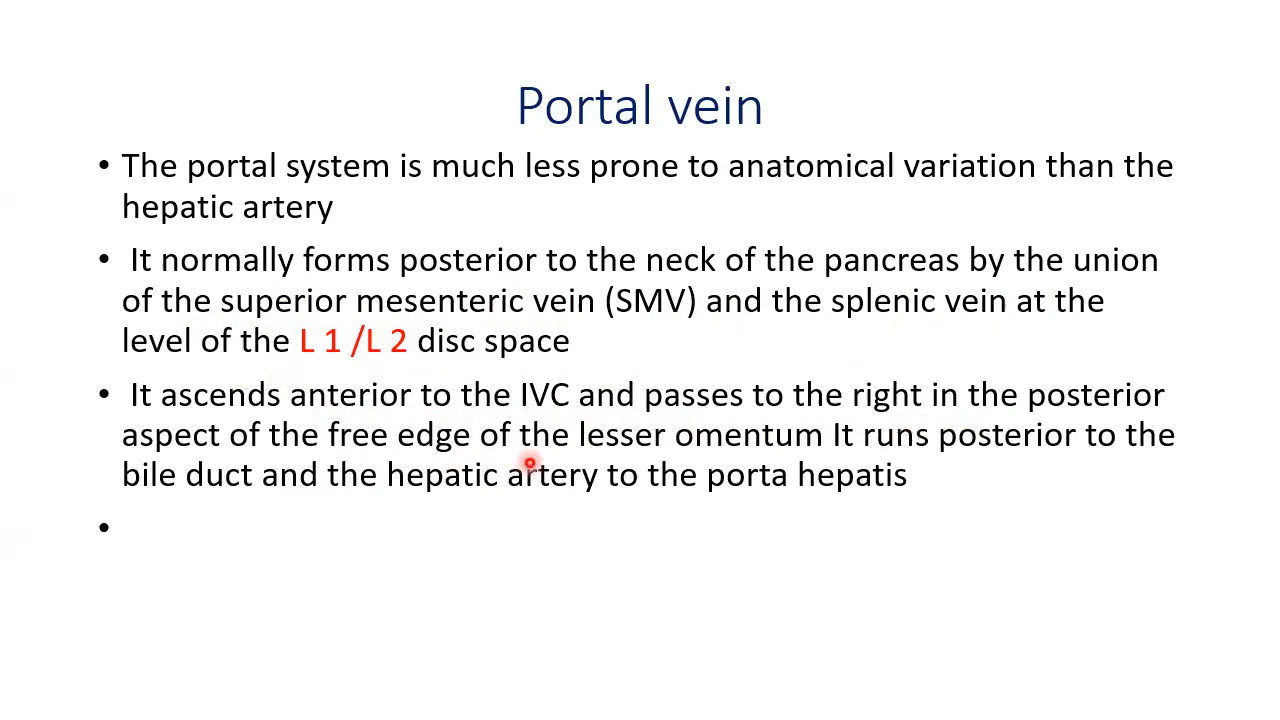 Portal vein
• The portal system is much less prone to anatomical variation than the
hepatic artery
• It normally forms posterior to the neck of the pancreas by the union
of the superior mesenteric vein (SMV) and the splenic vein at the
level of the L 1 /L 2 disc space
• It ascends anterior to the IVC and passes to the right in the posterior
aspect of the free edge of the lesser omentum It runs posterior to the
bile duct and the hepatic artery to the porta hepatis
•